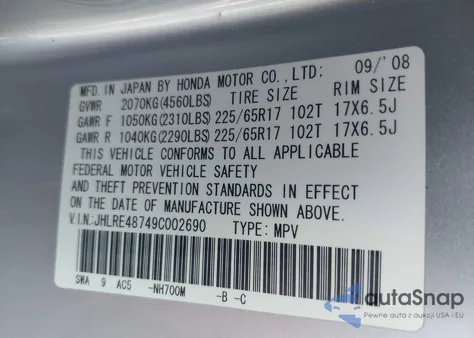 MFD. IN JAPAN BY HONDA MOTOR CO., LTD: 09/'08
GVWR 2070KG(4560LBS) TIRE SIZE RIM SIZE
GAWR F 1050KG(2310LBS) 225/65R17 102T 17X6.5J
GAWR R 1040KG(2290LBS) 225/65R17 102T 17X6.5J
THIS VEHICLE CONFORMS TO ALL APPLICABLE
FEDERAL MOTOR VEHICLE SAFETY
AND THEFT PREVENTION STANDARDS IN EFFECT
ON THE DATE OF MANUFACTURE SHOWN ABOVE.
V.I.N:JHLRE48749C002690 TYPE: MPV
SWA 9 AC5 -NH700M -B -C
autoSnap
Pewne auto z USA i EU